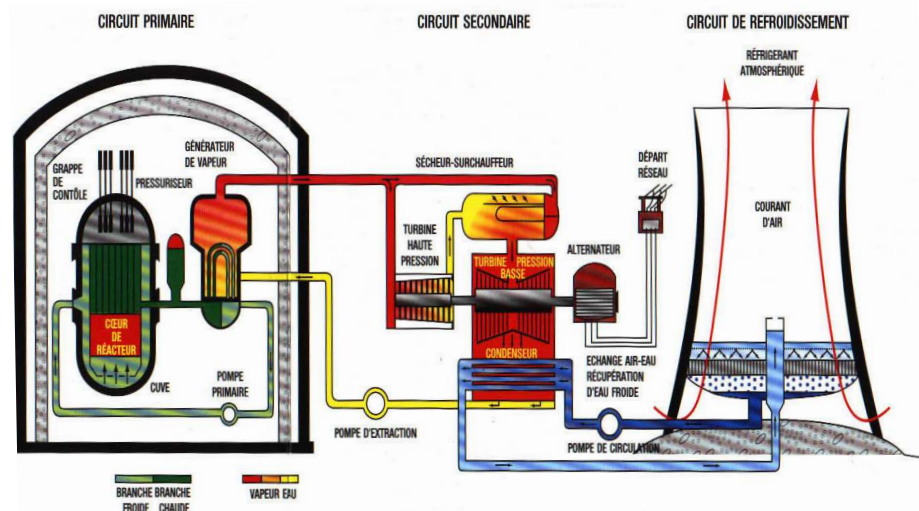 CIRCUIT PRIMAIRE
CIRCUIT SECONDAIRE
CIRCUIT DE REFROIDISSEMENT
RÉFRIGERANT
ATMOSPHÉRIQUE
GÉNÉRATEUR
DE VAPEUR
GRAPPE
DE
CONTÔLE
PRESSURISEUR
SÉCHEUR-SURCHAUFFEUR
DÉPART
RÉSEAU
COURANT
D'AIR
TURBINE
HAUTE
PRESSION
ALTERNATEUR
TURBINE PRESSION
BASSE
CŒUR
DE
RÉACTEUR
CONDENSEUR
ECHANGE AIR-EAU
RÉCUPÉRATION
D'EAU FROIDE
CUVE
POMPE
PRIMAIRE
POMPE D'EXTRACTION
POMPE DE CIRCULATION
BRANCHE BRANCHE
FROIDE CHAUDE
VAPEUR EAU